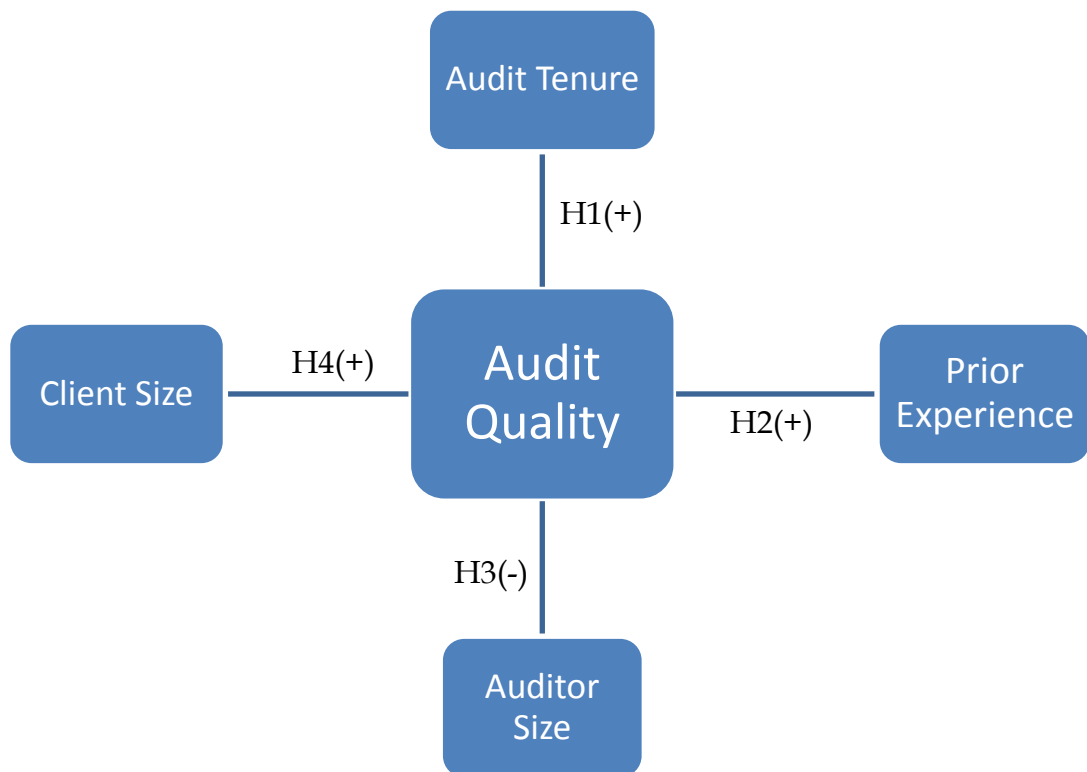 Audit Tenure
H1(+)
Client Size
H4(+)
Audit
Quality
H2(+)
Prior
Experience
H3(-)
Auditor
Size